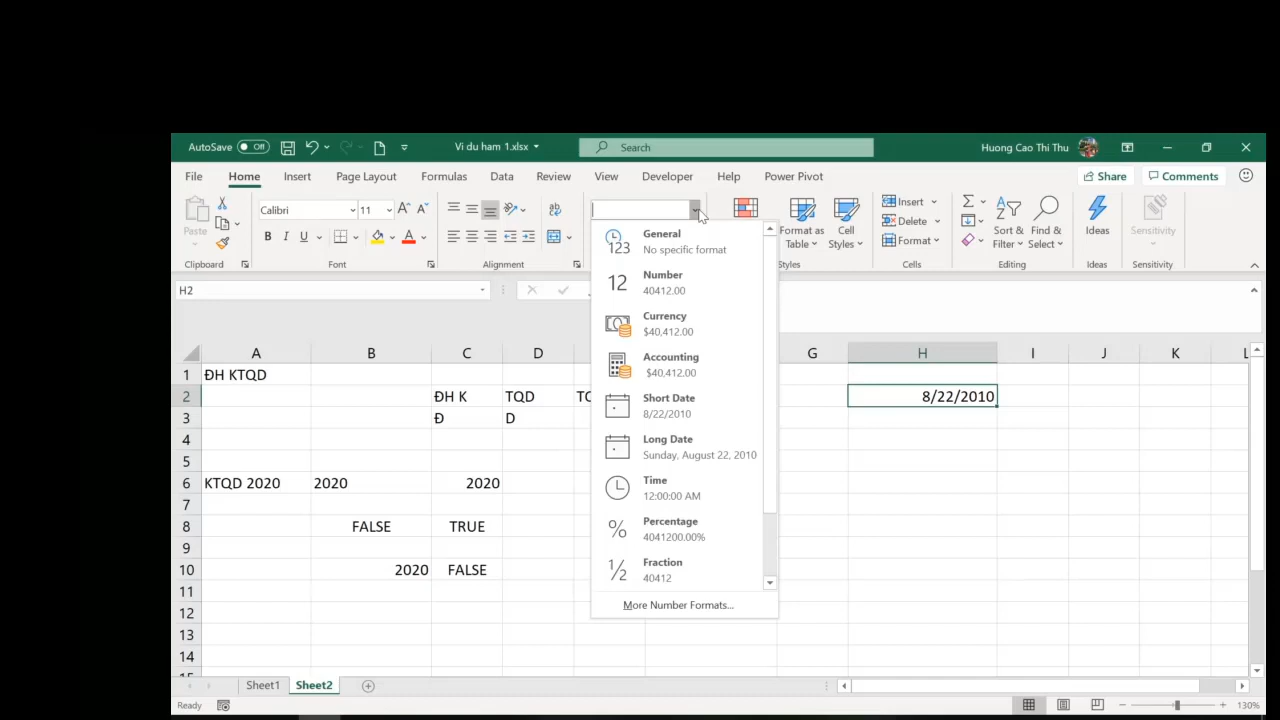 AutoSave Off Vi du ham 1.xlsx Search Huong Cao Thi Thu
File Home Insert Page Layout Formulas Data Review View Developer Help Power Pivot Share Comments
Paste
Calibri 11
B I U
Clipboard Font Alignment
Format as Table
Cell Styles
Styles
Insert
Delete
Format
Cells
Sort & Filter
Find & Select
Editing
Ideas
Ideas
Sensitivity
Sensitivity
General
No specific format
Number
40412.00
Currency
$40,412.00
Accounting
$40,412.00
Short Date
8/22/2010
Long Date
Sunday, August 22, 2010
Time
12:00:00 AM
Percentage
4041200.00%
Fraction
40412
More Number Formats...
H2
A B C D G H I J K L
1 ĐH KTQD
2 ĐH K TQD TQ 8/22/2010
3 Đ D
4
5
6 KTQD 2020 2020 2020
7
8 FALSE TRUE
9
10 2020 FALSE
11
12
13
14
15
Sheet1 Sheet2
Ready 130%